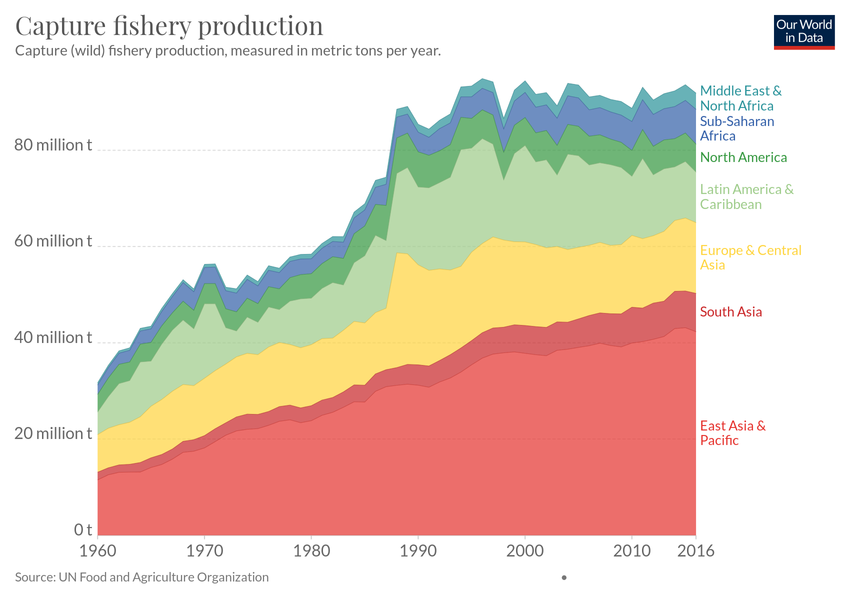 Capture fishery production
Capture (wild) fishery production, measured in metric tons per year.
Our World
in Data
80 million t
60 million t
40 million t
20 million t
0 t
1960
1970
1980
1990
2000
2010
2016
Middle East &
North Africa
Sub-Saharan
Africa
North America
Latin America &
Caribbean
Europe & Central
Asia
South Asia
East Asia &
Pacific
Source: UN Food and Agriculture Organization